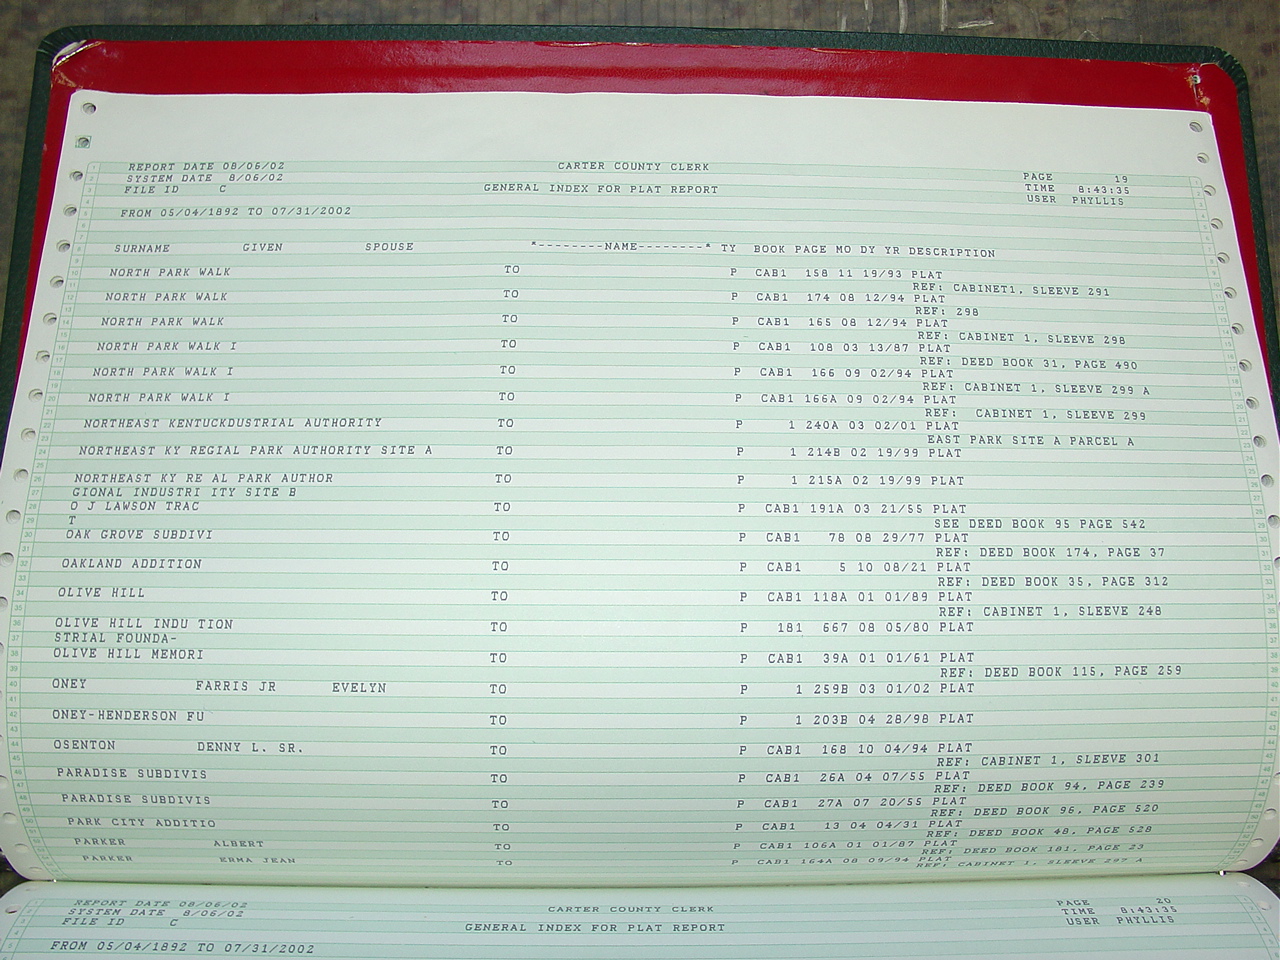 REPORT DATE 08/06/02 CARTER COUNTY CLERK PAGE 19
SYSTEM DATE 8/06/02 TIME 8:43:35
FILE ID C GENERAL INDEX FOR PLAT REPORT USER PHYLLIS
FROM 05/04/1892 TO 07/31/2002
SURNAME GIVEN SPOUSE *--------NAME--------* TY BOOK PAGE MO DY YR DESCRIPTION
NORTH PARK WALK TO P CAB1 158 11 19/93 PLAT
REF: CABINET1, SLEEVE 291
NORTH PARK WALK TO P CAB1 174 08 12/94 PLAT
REF: 298
NORTH PARK WALK TO P CAB1 165 08 12/94 PLAT
REF: CABINET 1, SLEEVE 298
NORTH PARK WALK I TO P CAB1 108 03 13/87 PLAT
REF: DEED BOOK 31, PAGE 490
NORTH PARK WALK I TO P CAB1 166 09 02/94 PLAT
REF: CABINET 1, SLEEVE 299 A
NORTH PARK WALK I TO P CAB1 166A 09 02/94 PLAT
REF: CABINET 1, SLEEVE 299
NORTHEAST KENTUCKDUSTRIAL AUTHORITY TO P 1 240A 03 02/01 PLAT
EAST PARK SITE A PARCEL A
NORTHEAST KY REGIAL PARK AUTHORITY SITE A TO P 1 214B 02 19/99 PLAT
NORTHEAST KY RE AL PARK AUTHOR TO P 1 215A 02 19/99 PLAT
GIONAL INDUSTRI ITY SITE B
O J LAWSON TRAC TO P CAB1 191A 03 21/55 PLAT
T SEE DEED BOOK 95 PAGE 542
OAK GROVE SUBDIVI TO P CAB1 78 08 29/77 PLAT
REF: DEED BOOK 174, PAGE 37
OAKLAND ADDITION TO P CAB1 5 10 08/21 PLAT
REF: DEED BOOK 35, PAGE 312
OLIVE HILL TO P CAB1 118A 01 01/89 PLAT
REF: CABINET 1, SLEEVE 248
OLIVE HILL INDU TION TO P 181 667 08 05/80 PLAT
STRIAL FOUNDA-
OLIVE HILL MEMORI TO P CAB1 39A 01 01/61 PLAT
REF: DEED BOOK 115, PAGE 259
ONEY FARRIS JR EVELYN TO P 1 259B 03 01/02 PLAT
ONEY-HENDERSON FU TO P 1 203B 04 28/98 PLAT
OSENTON DENNY L. SR. TO P CAB1 168 10 04/94 PLAT
REF: CABINET 1, SLEEVE 301
PARADISE SUBDIVIS TO P CAB1 26A 04 07/55 PLAT
REF: DEED BOOK 94, PAGE 239
PARADISE SUBDIVIS TO P CAB1 27A 07 20/55 PLAT
REF: DEED BOOK 96, PAGE 520
PARK CITY ADDITIO TO P CAB1 13 04 04/31 PLAT
REF: DEED BOOK 48, PAGE 528
PARKER ALBERT TO P CAB1 106A 01 01/87 PLAT
REF: DEED BOOK 181, PAGE 23
PARKER ERMA JEAN TO P CAB1 164A 08 09/94 PLAT
REF: CABINET 1, SLEEVE 297 A
REPORT DATE 08/06/02 CARTER COUNTY CLERK PAGE 20
SYSTEM DATE 8/06/02 TIME 8:43:35
FILE ID C GENERAL INDEX FOR PLAT REPORT USER PHYLLIS
FROM 05/04/1892 TO 07/31/2002